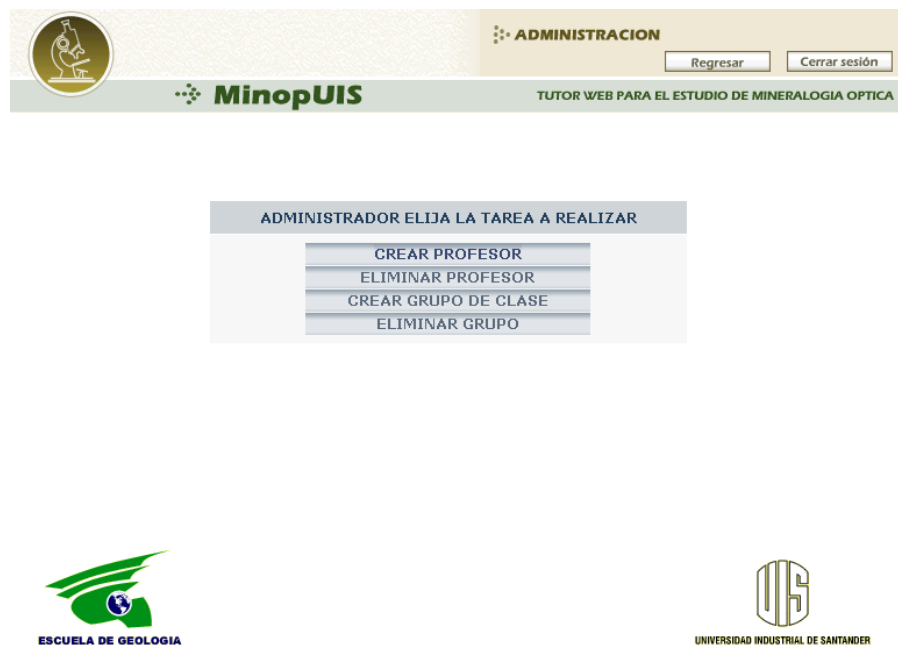 ADMINISTRACION
Regresar
Cerrar sesión
MinopUIS
TUTOR WEB PARA EL ESTUDIO DE MINERALOGIA OPTICA
ADMINISTRADOR ELIJA LA TAREA A REALIZAR
CREAR PROFESOR
ELIMINAR PROFESOR
CREAR GRUPO DE CLASE
ELIMINAR GRUPO
ESCUELA DE GEOLOGIA
UIS
UNIVERSIDAD INDUSTRIAL DE SANTANDER